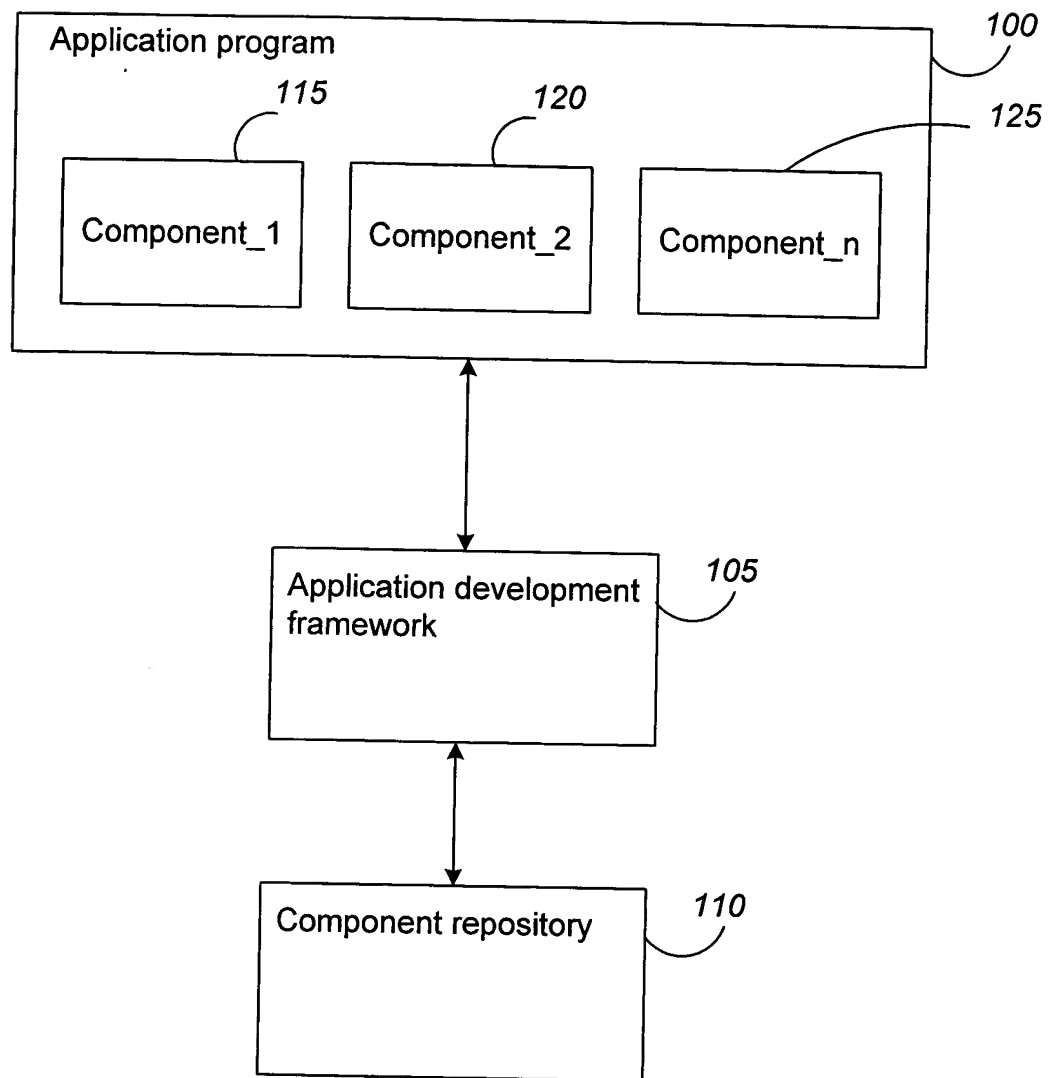 Application program
100
115
120
125
Component_1
Component_2
Component_n
Application development
framework
105
Component repository
110